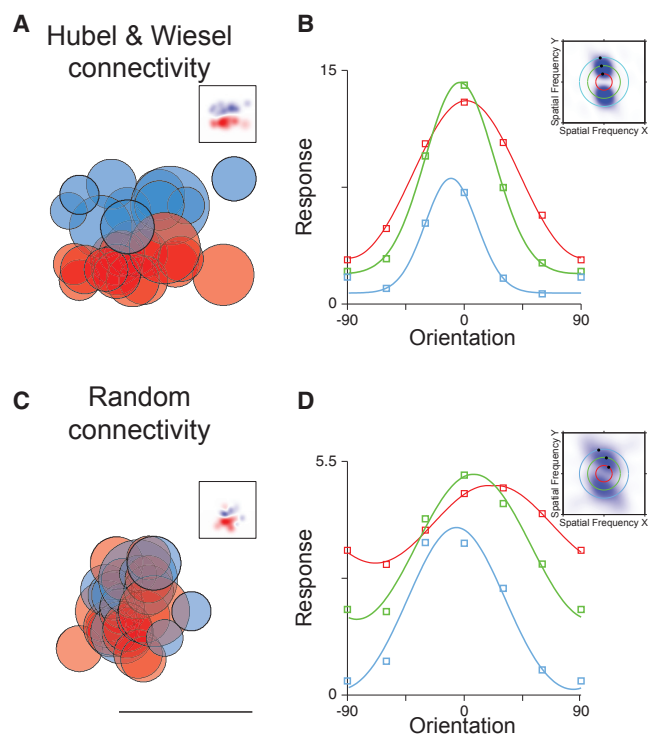 A
Hubel & Wiesel
connectivity
B
15
0
Response
-90
0
90
Orientation
Spatial Frequency Y
Spatial Frequency X
C
Random
connectivity
D
5.5
0
Response
-90
0
90
Orientation
Spatial Frequency Y
Spatial Frequency X